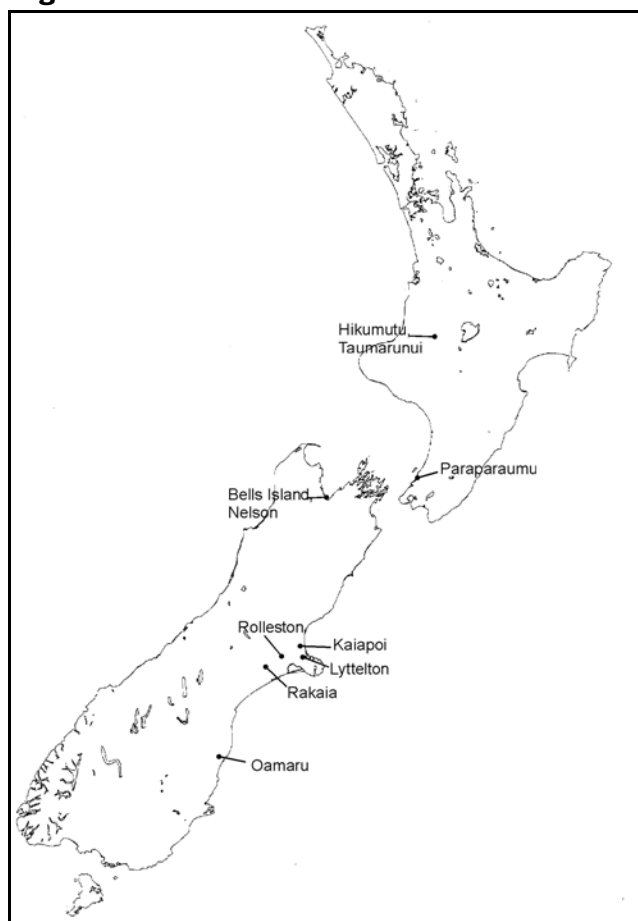 Hikumutu
Taumarunui
Paraparaumu
Bells Island,
Nelson
Rolleston
Kaiapoi
Lyttelton
Rakaia
Oamaru